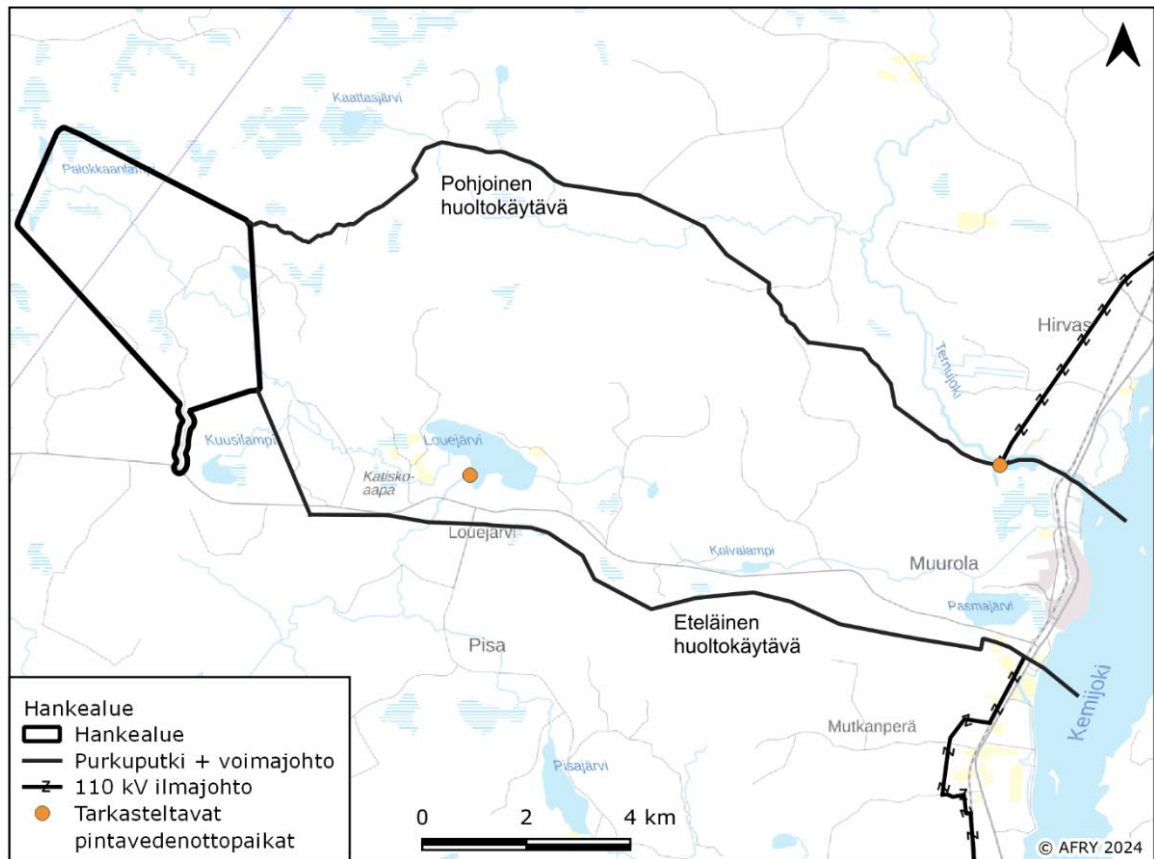 Kaattasjärvi
Palokkaanlampi
Pohjoinen
huoltokäytävä
Hirvas
Ternujoki
Kuusilampi
Louejärvi
Katisko-
aapa
Louejärvi
Kolvalampi
Muurola
Pasmajärvi
Eteläinen
huoltokäytävä
Pisa
Kemijoki
Mutkanperä
Pisajärvi
Hankealue
Hankealue
Purkuputki + voimajohto
110 kV ilmajohto
Tarkasteltavat
pintavedenottopaikat
0 2 4 km
© AFRY 2024